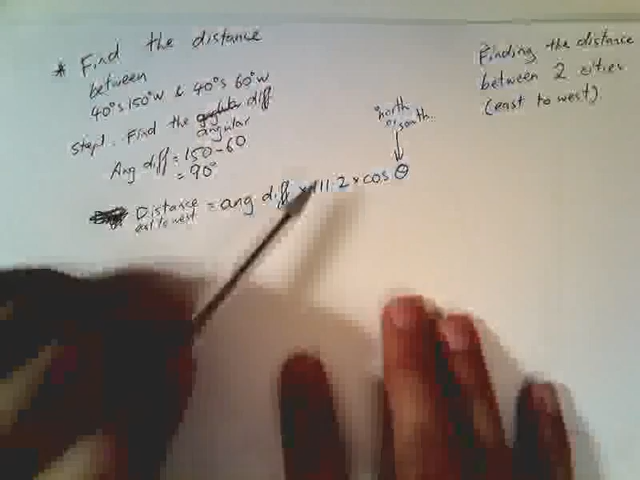 * Find the distance
between
40°S 150°W & 40°S 60°W
step1. Find the angular diff
Ang diff = 150 - 60
= 90°
Distance = ang diff × 111.2 × cos θ
east to west
°north
or south
Finding the distance
between 2 cities
(east to west).